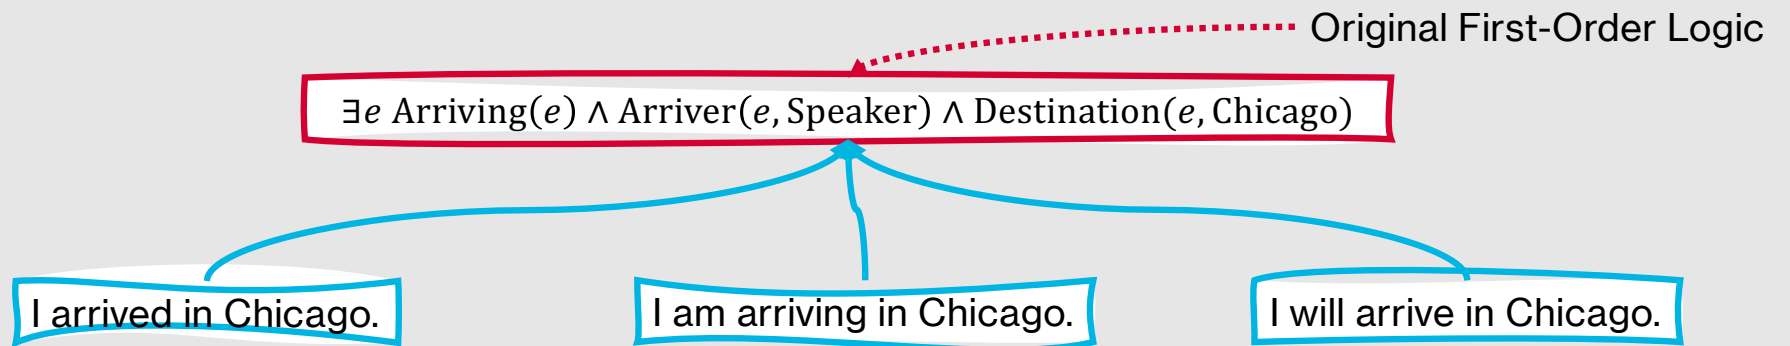 Original First-Order Logic
∃e Arriving(e) ∧ Arriver(e, Speaker) ∧ Destination(e, Chicago)
I arrived in Chicago.
I am arriving in Chicago.
I will arrive in Chicago.